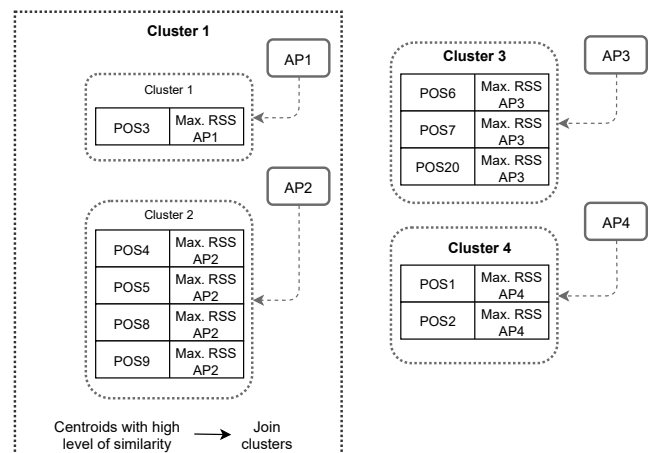 Cluster 1
AP1
Cluster 1
POS3
Max. RSS
AP1
AP2
Cluster 2
POS4
Max. RSS
AP2
POS5
Max. RSS
AP2
POS8
Max. RSS
AP2
POS9
Max. RSS
AP2
Centroids with high
level of similarity
Join
clusters
AP3
Cluster 3
POS6
Max. RSS
AP3
POS7
Max. RSS
AP3
POS20
Max. RSS
AP3
AP4
Cluster 4
POS1
Max. RSS
AP4
POS2
Max. RSS
AP4